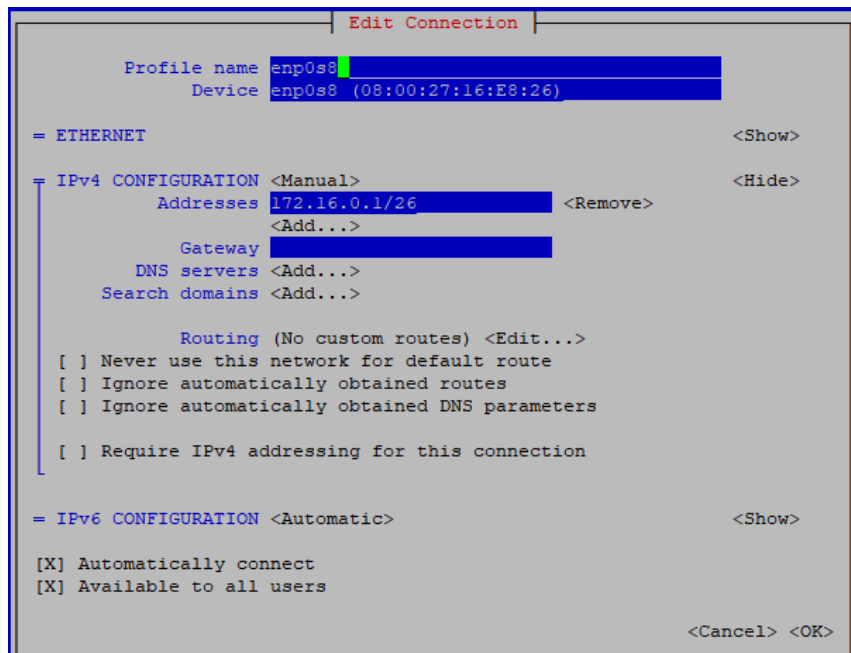 Edit Connection
Profile name enp0s8
Device enp0s8 (08:00:27:16:E8:26)
= ETHERNET <Show>
= IPv4 CONFIGURATION <Manual> <Hide>
Addresses 172.16.0.1/26 <Remove>
<Add...>
Gateway
DNS servers <Add...>
Search domains <Add...>
Routing (No custom routes) <Edit...>
[ ] Never use this network for default route
[ ] Ignore automatically obtained routes
[ ] Ignore automatically obtained DNS parameters
[ ] Require IPv4 addressing for this connection
= IPv6 CONFIGURATION <Automatic> <Show>
[X] Automatically connect
[X] Available to all users
<Cancel> <OK>